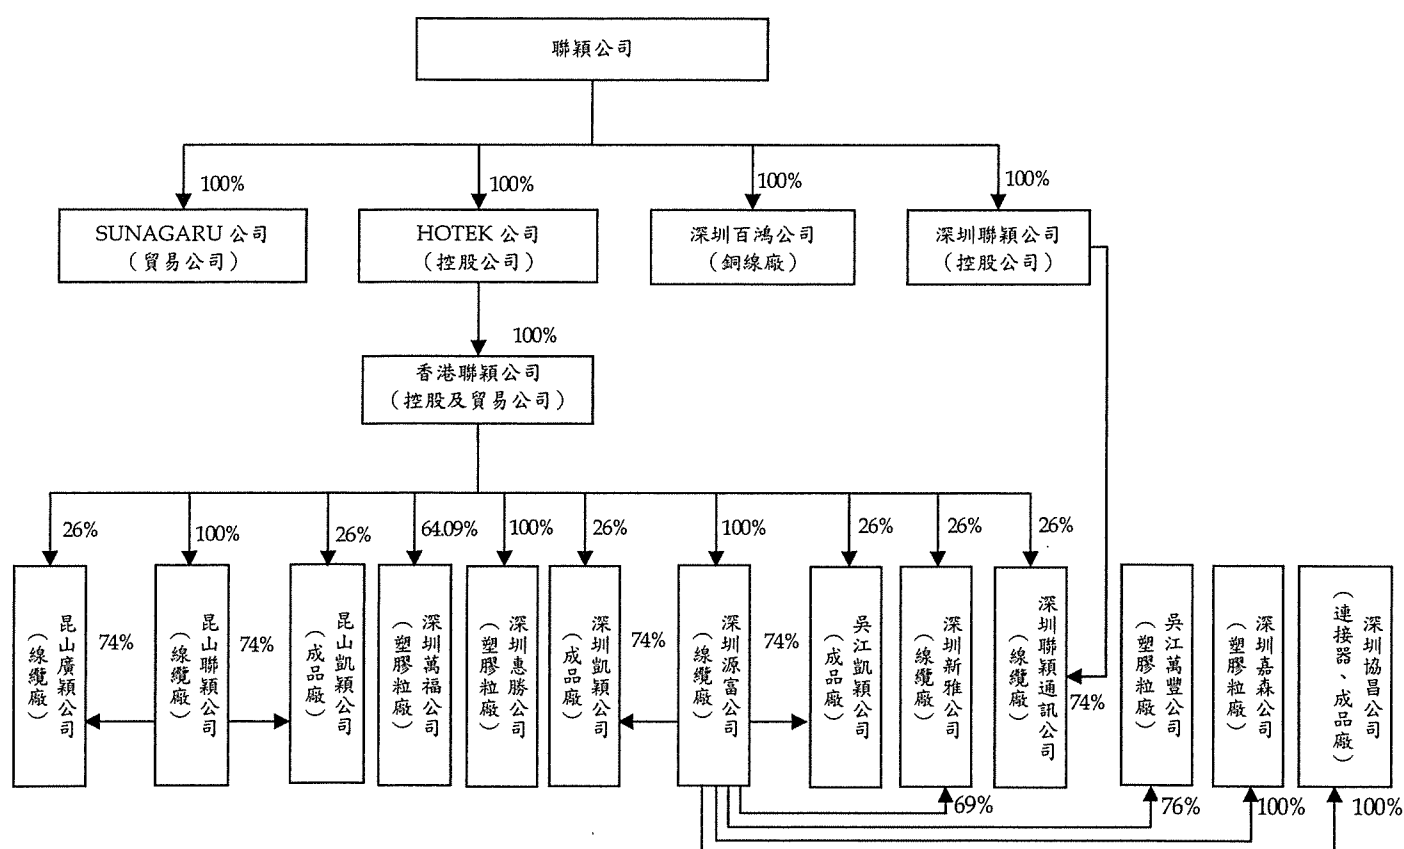 聯穎公司
100%
100%
100%
100%
SUNAGARU 公司
（貿易公司）
HOTEK 公司
（控股公司）
深圳百鴻公司
（銅線廠）
深圳聯穎公司
（控股公司）
100%
香港聯穎公司
（控股及貿易公司）
26%
100%
26%
64.09%
100%
26%
100%
26%
26%
26%
昆山廣穎公司
（線纜廠）
74%
昆山聯穎公司
（線纜廠）
74%
昆山凱穎公司
（成品廠）
深圳萬福公司
（塑膠粒廠）
深圳惠勝公司
（塑膠粒廠）
深圳凱穎公司
（成品廠）
74%
深圳源富公司
（線纜廠）
74%
吳江凱穎公司
（成品廠）
深圳新雅公司
（線纜廠）
深圳聯穎通訊公司
（線纜廠）
74%
吳江萬豐公司
（塑膠粒廠）
深圳嘉森公司
（塑膠粒廠）
深圳協昌公司
（連接器、成品廠）
69%
76%
100%
100%